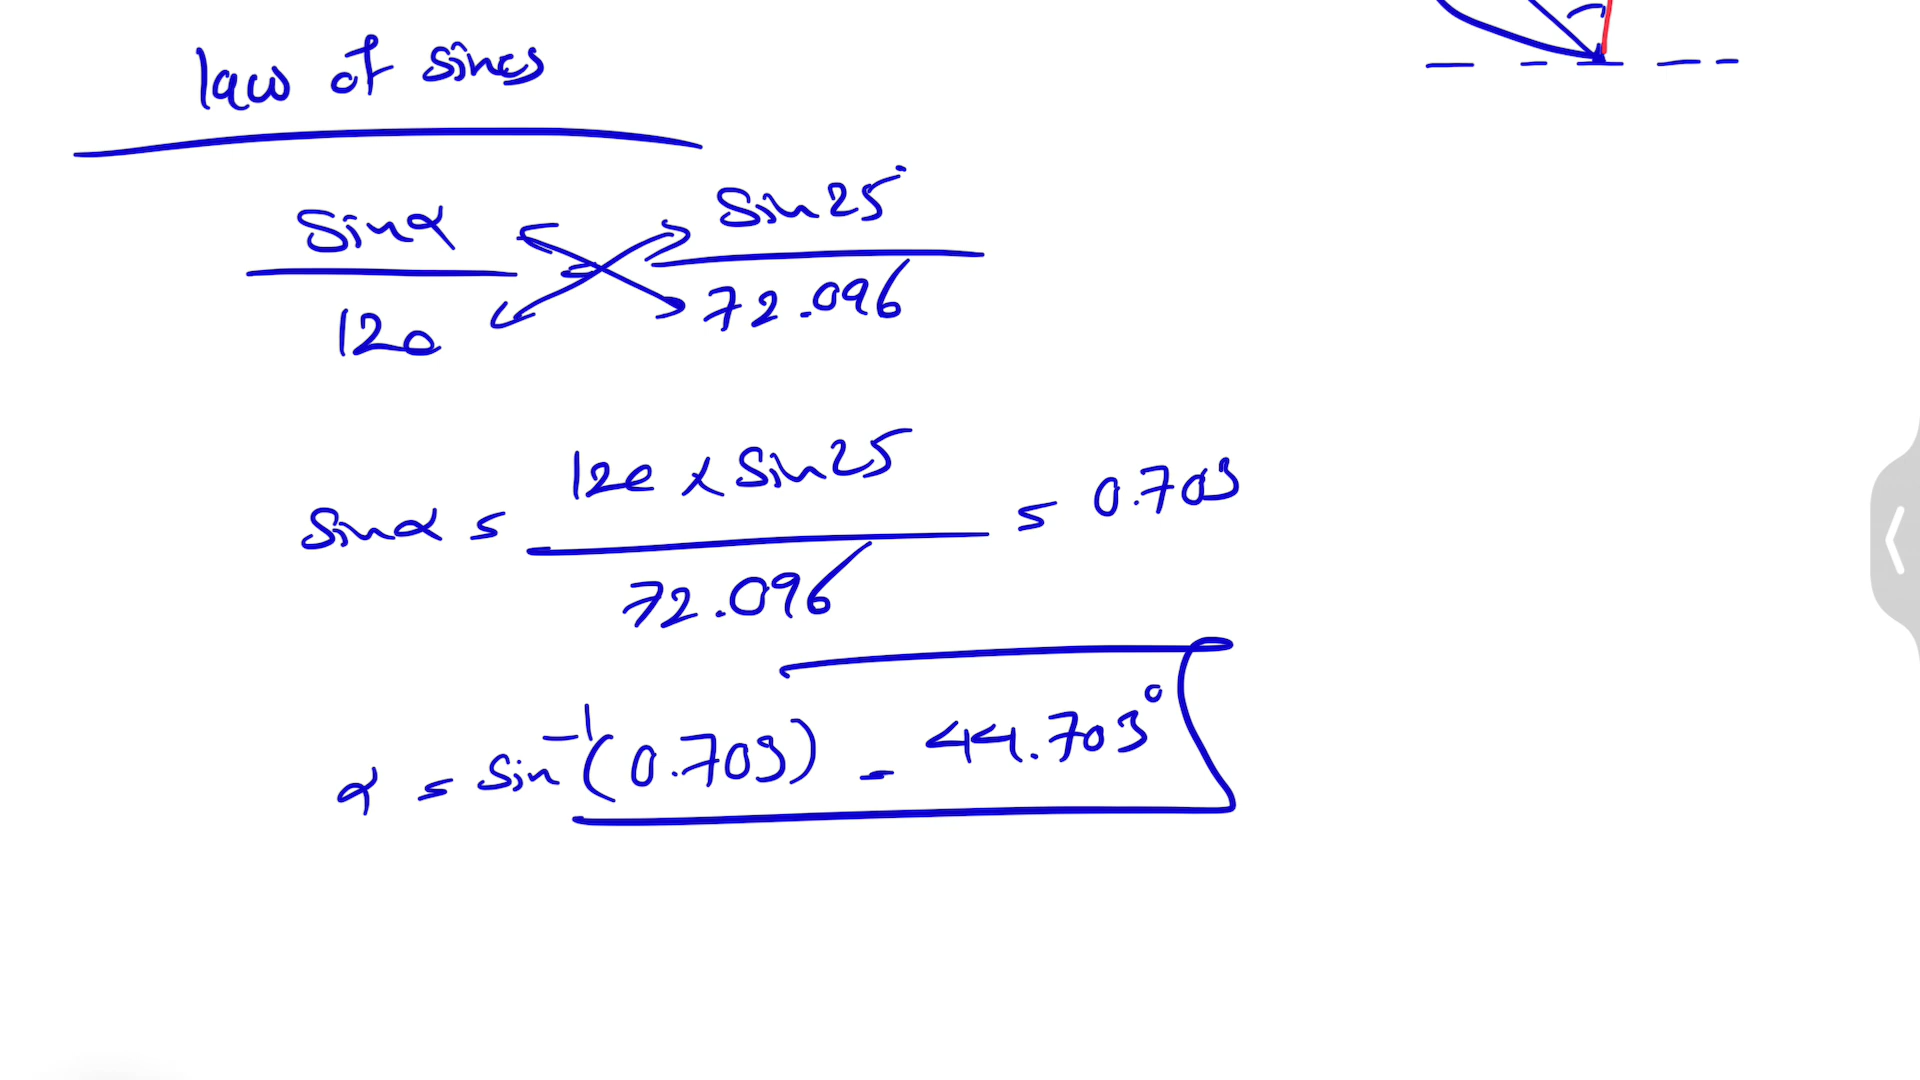 law of sines
sinα / 120 = sin25° / 72.096
sinα = 120 x sin25 / 72.096 = 0.703
α = sin⁻¹(0.703) = 44.703°